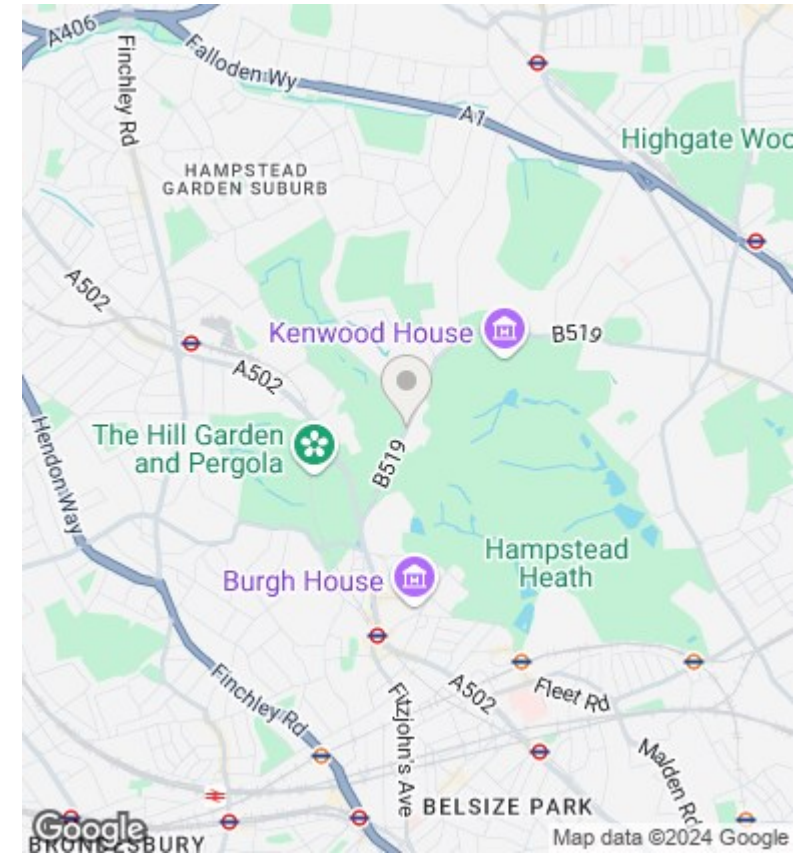 A406
Finchley Rd
Falloden Wy
A1
Highgate Woo
HAMPSTEAD
GARDEN SUBURB
A502
Kenwood House
B519
A502
The Hill Garden
and Pergola
B519
Hendon Way
Hampstead
Heath
Burgh House
Finchley Rd
A502
Fleet Rd
Fitzjohn's Ave
Malden Rd
BELSIZE PARK
Google
BRONDESBURY
Map data ©2024 Google